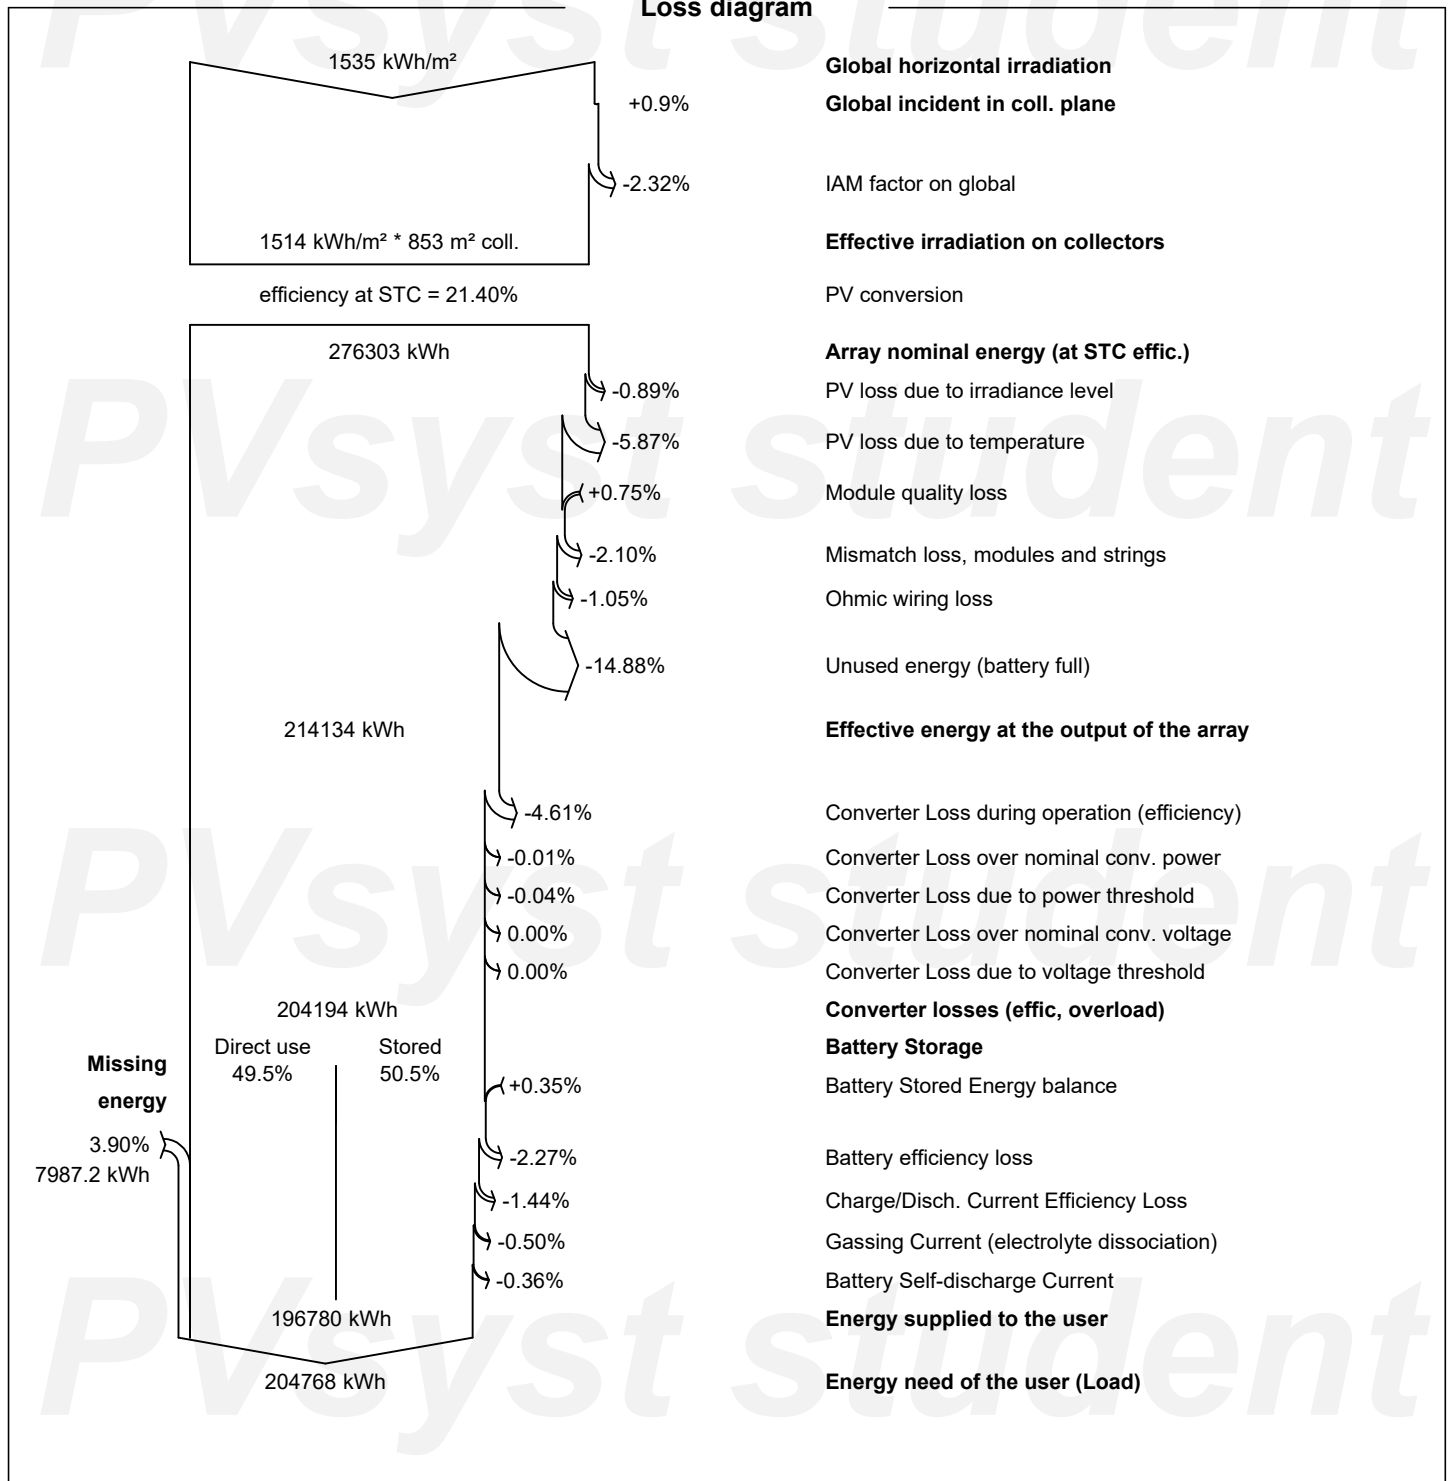 Loss diagram
1535 kWh/m²
Global horizontal irradiation
+0.9%
Global incident in coll. plane
-2.32%
IAM factor on global
1514 kWh/m² * 853 m² coll.
Effective irradiation on collectors
efficiency at STC = 21.40%
PV conversion
276303 kWh
Array nominal energy (at STC effic.)
-0.89%
PV loss due to irradiance level
-5.87%
PV loss due to temperature
+0.75%
Module quality loss
-2.10%
Mismatch loss, modules and strings
-1.05%
Ohmic wiring loss
-14.88%
Unused energy (battery full)
214134 kWh
Effective energy at the output of the array
-4.61%
Converter Loss during operation (efficiency)
-0.01%
Converter Loss over nominal conv. power
-0.04%
Converter Loss due to power threshold
0.00%
Converter Loss over nominal conv. voltage
0.00%
Converter Loss due to voltage threshold
204194 kWh
Converter losses (effic, overload)
Direct use
49.5%
Stored
50.5%
Battery Storage
Missing
energy
3.90%
7987.2 kWh
+0.35%
Battery Stored Energy balance
-2.27%
Battery efficiency loss
-1.44%
Charge/Disch. Current Efficiency Loss
-0.50%
Gassing Current (electrolyte dissociation)
-0.36%
Battery Self-discharge Current
196780 kWh
Energy supplied to the user
204768 kWh
Energy need of the user (Load)
PVsyst student
PVsyst student
PVsyst student
PVsyst student